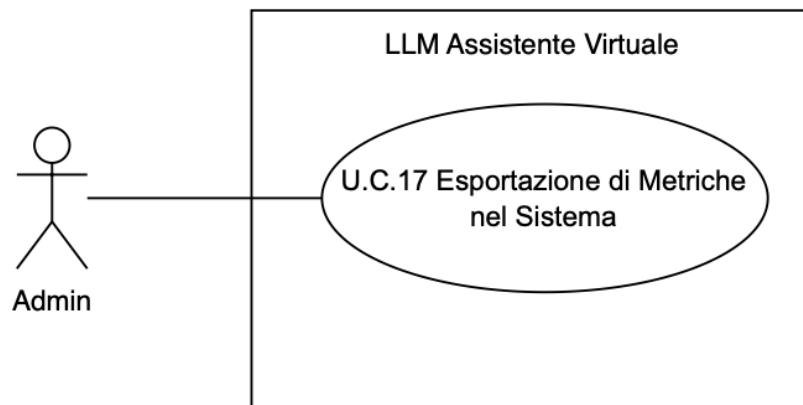 LLM Assistente Virtuale
U.C.17 Esportazione di Metriche
nel Sistema
Admin